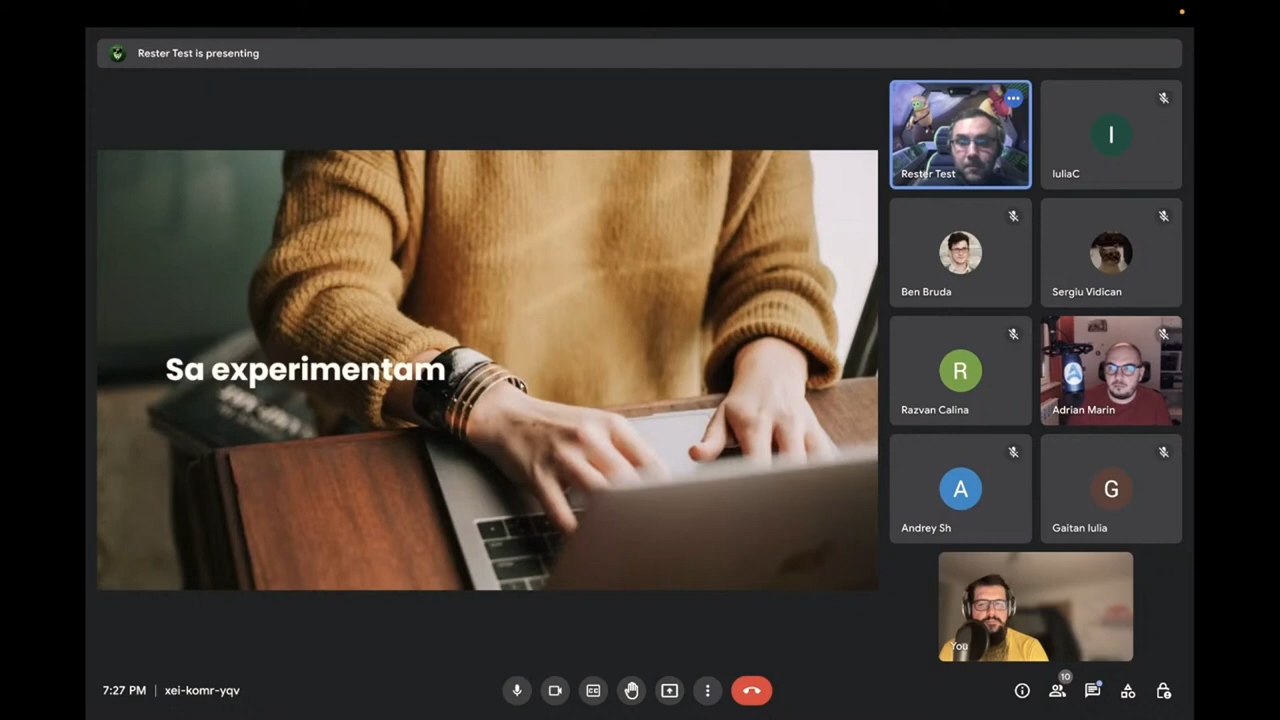 Rester Test is presenting
Sa experimentam
Rester Test
IuliaC
Ben Bruda
Sergiu Vidican
Razvan Calina
Adrian Marin
Andrey Sh
Gaitan Iulia
You
7:27 PM | xei-komr-yqv
10
I
R
A
G